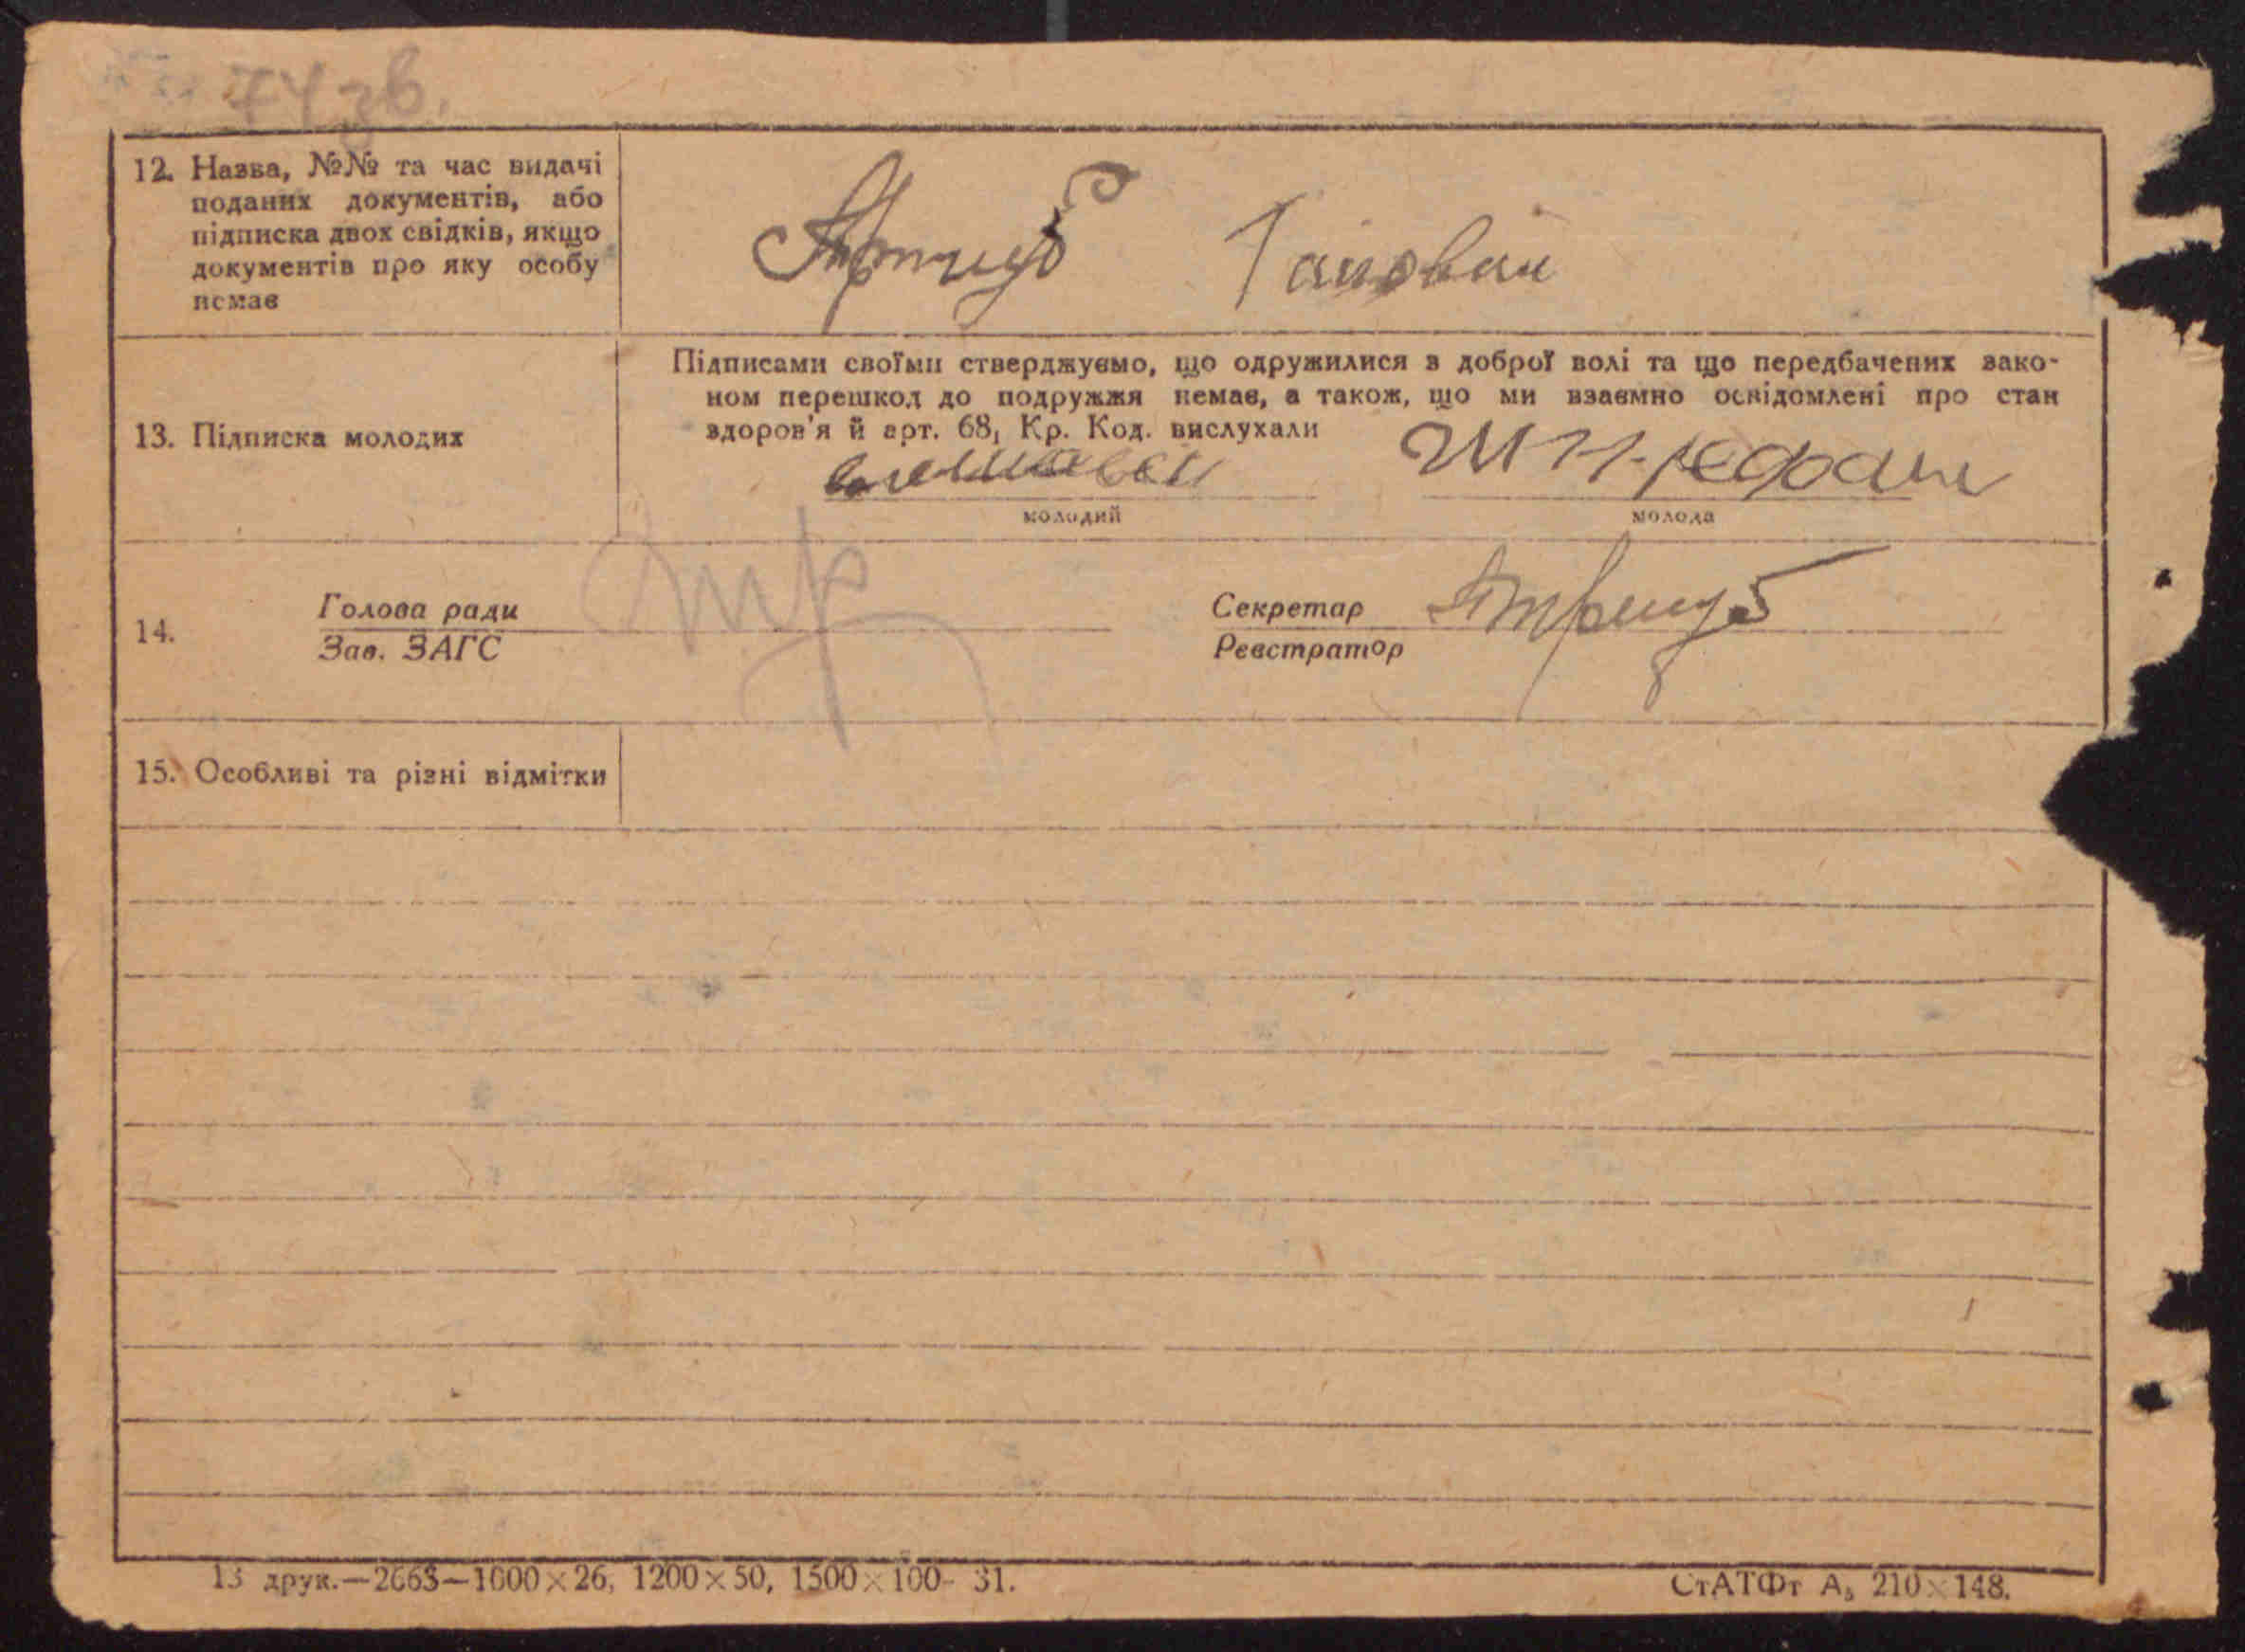 74 зв.
12. Назва, №№ та час видачі
поданих документів, або
підписка двох свідків, якщо
документів про яку особу
немає
13. Підписка молодих
Підписами своїми стверджуємо, що одружилися з доброї волі та що передбачених зако-
ном перешкод до подружжя немає, а також, що ми взаємно освідомлені про стан
здоров'я й арт. 68, Кр. Код. вислухали
молодий
молода
14.
Голова ради
Зав. ЗАГС
Секретар
Реєстратор
15. Особливі та різні відмітки
13 друк.—2663—1000×26, 1200×50, 1500×100- 31.
СтАТФт А₅ 210×148.